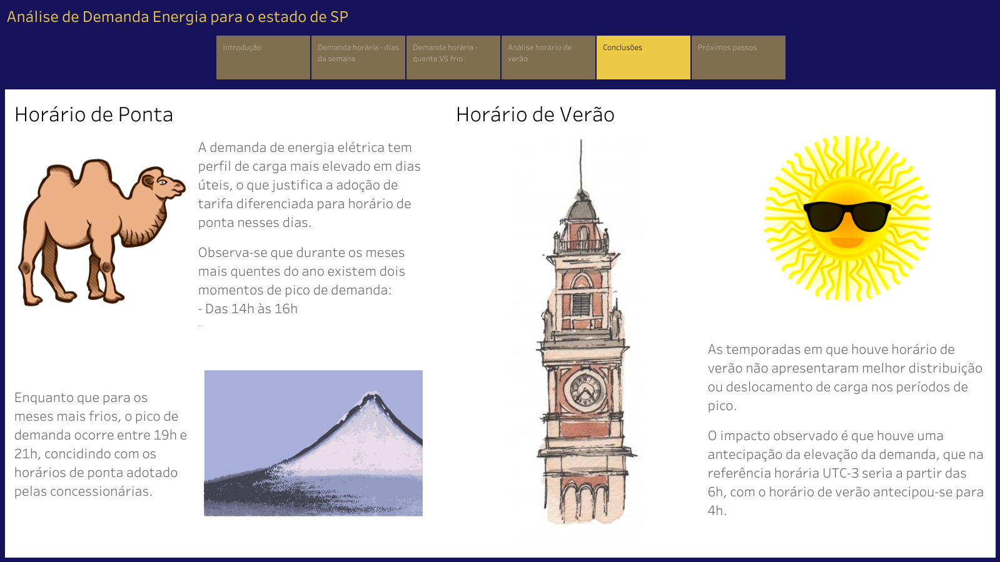 Análise de Demanda Energia para o estado de SP
Introdução
Demanda horária - dias
da semana
Demanda horária -
quente VS frio
Análise horário de
verão
Conclusões
Próximos passos
Horário de Ponta
A demanda de energia elétrica tem
perfil de carga mais elevado em dias
úteis, o que justifica a adoção de
tarifa diferenciada para horário de
ponta nesses dias.
Observa-se que durante os meses
mais quentes do ano existem dois
momentos de pico de demanda:
- Das 14h às 16h
..
Enquanto que para os
meses mais frios, o pico de
demanda ocorre entre 19h e
21h, concidindo com os
horários de ponta adotado
pelas concessionárias.
Horário de Verão
As temporadas em que houve horário de
verão não apresentaram melhor distribuição
ou deslocamento de carga nos períodos de
pico.
O impacto observado é que houve uma
antecipação da elevação da demanda, que na
referência horária UTC-3 seria a partir das
6h, com o horário de verão antecipou-se para
4h.